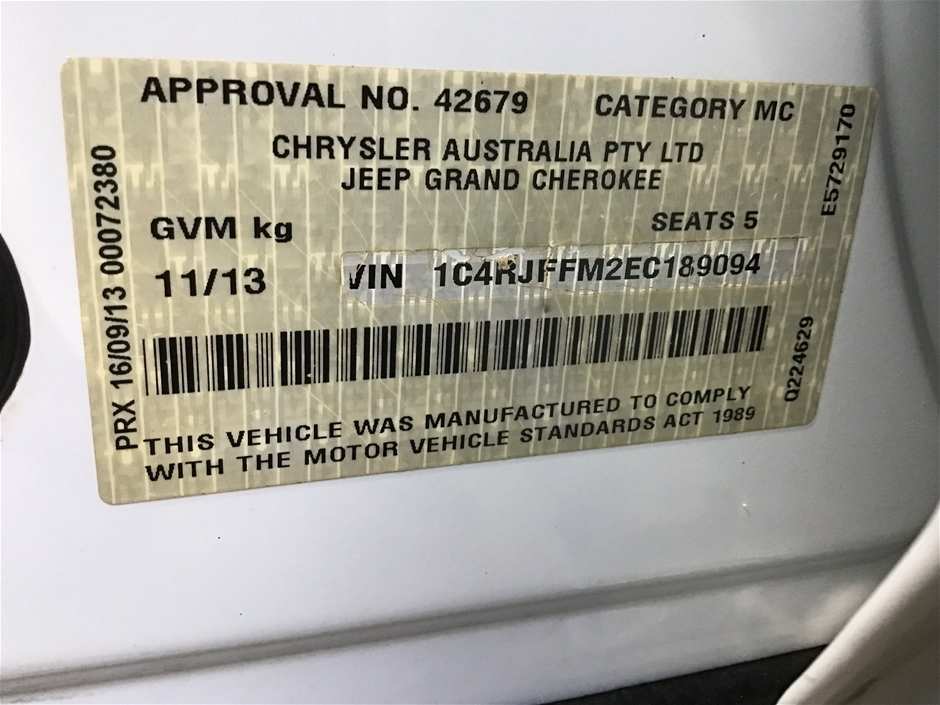 APPROVAL NO. 42679 CATEGORY MC
CHRYSLER AUSTRALIA PTY LTD
JEEP GRAND CHEROKEE
GVM kg SEATS 5
11/13 VIN 1C4RJFFM2EC189094
THIS VEHICLE WAS MANUFACTURED TO COMPLY
WITH THE MOTOR VEHICLE STANDARDS ACT 1989
PRX 16/09/13 00072380
E5729170
Q224629